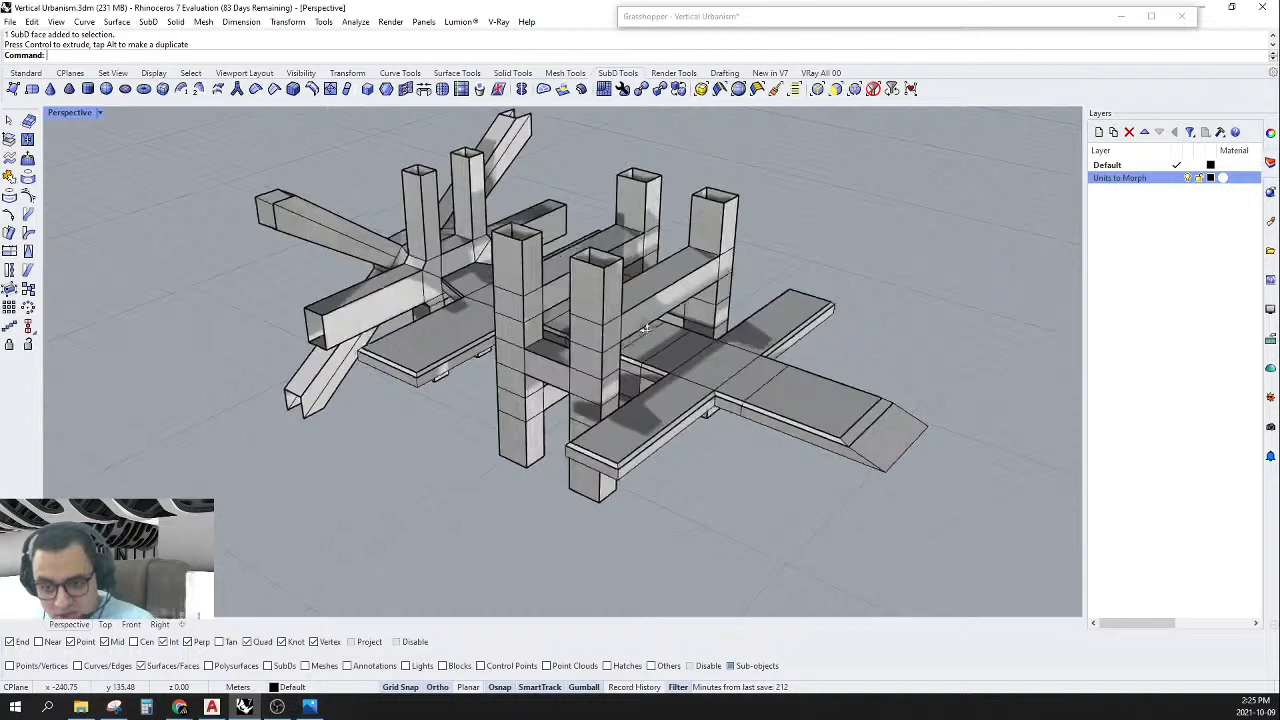 Vertical Urbanism.3dm (231 MB) - Rhinoceros 7 Evaluation (83 Days Remaining) - [Perspective]
Grasshopper - Vertical Urbanism*
File Edit View Curve Surface SubD Solid Mesh Dimension Transform Tools Analyze Render Panels Lumion® V-Ray Window Help
1 SubD face added to selection.
Press Control to extrude, tap Alt to make a duplicate
Command:
Standard CPlanes Set View Display Select Viewport Layout Visibility Transform Curve Tools Surface Tools Solid Tools Mesh Tools SubD Tools Render Tools Drafting New in V7 VRay All 00
Perspective
Layers
Layer Material
Default
Units to Morph
Perspective Top Front Right
End Near Point Mid Cen Int Perp Tan Quad Knot Vertex Project Disable
Points/Vertices Curves/Edges Surfaces/Faces Polysurfaces SubDs Meshes Annotations Lights Blocks Control Points Point Clouds Hatches Others Disable Sub-objects
CPlane x -240.75 y 135.48 z 0.00 Meters Default Grid Snap Ortho Planar Osnap SmartTrack Gumball Record History Filter Minutes from last save: 212
2:25 PM
2021-10-09